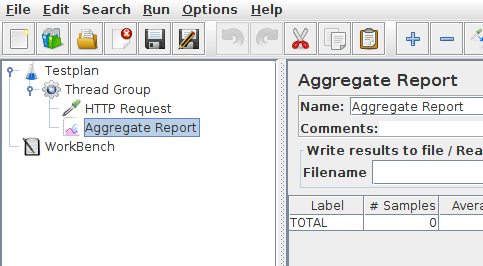 File Edit Search Run Options Help
Testplan
Thread Group
HTTP Request
Aggregate Report
WorkBench
Aggregate Report
Name: Aggregate Report
Comments:
Write results to file / Rea
Filename
Label # Samples Avera
TOTAL 0